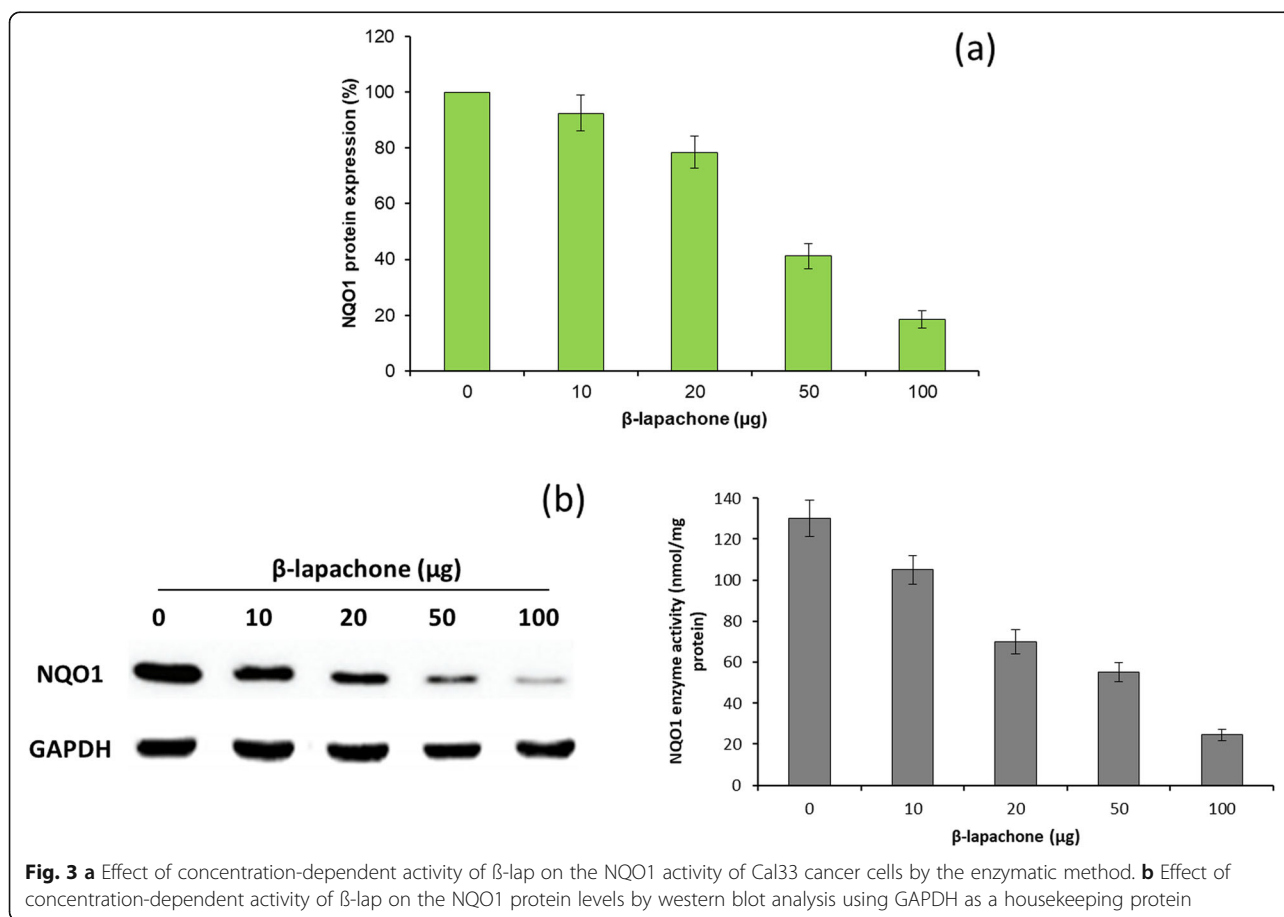 (a)
NQO1 protein expression (%)
120
100
80
60
40
20
0
0 10 20 50 100
β-lapachone (µg)
(b)
β-lapachone (µg)
0 10 20 50 100
NQO1
GAPDH
NQO1 enzyme activity (nmol/mg
protein)
140
120
100
80
60
40
20
0
0 10 20 50 100
β-lapachone (µg)
Fig. 3 a Effect of concentration-dependent activity of ß-lap on the NQO1 activity of Cal33 cancer cells by the enzymatic method. b Effect of
concentration-dependent activity of ß-lap on the NQO1 protein levels by western blot analysis using GAPDH as a housekeeping protein